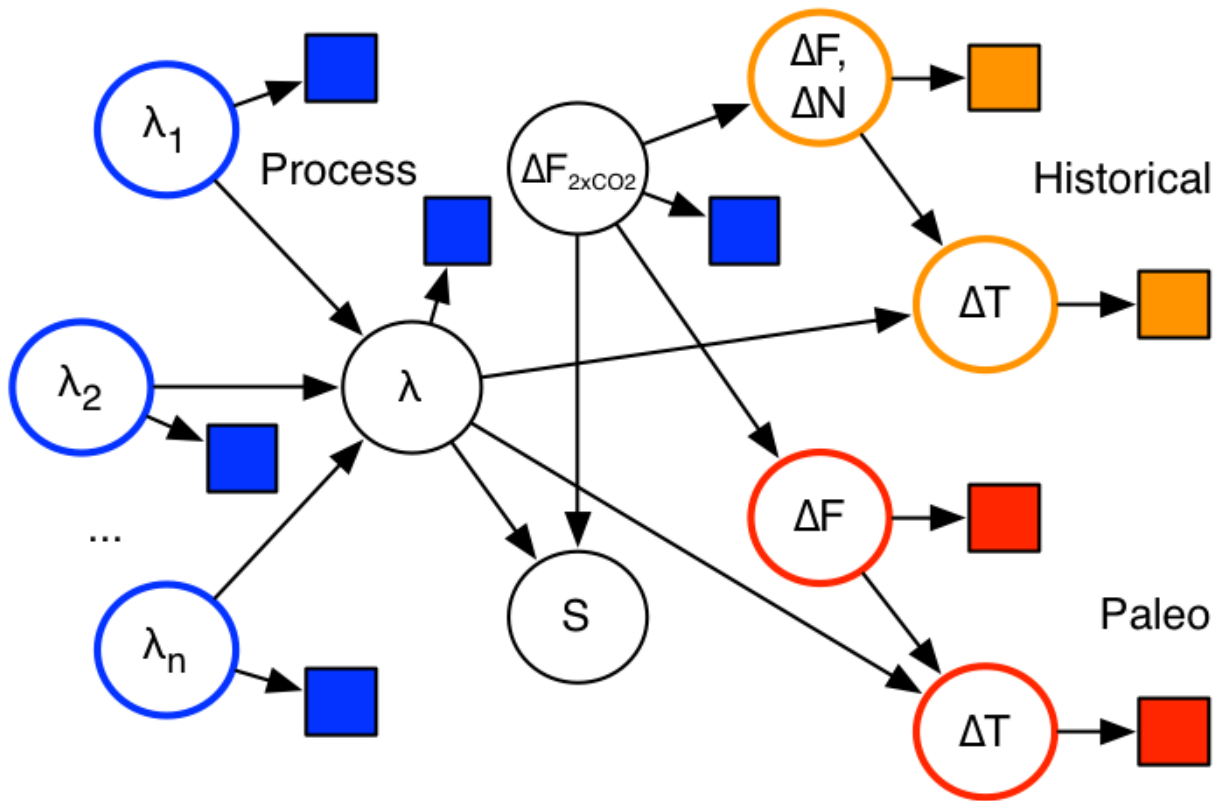 λ1
Process
ΔF2xCO2
ΔF,
ΔN
Historical
ΔT
λ2
λ
...
ΔF
λn
S
Paleo
ΔT